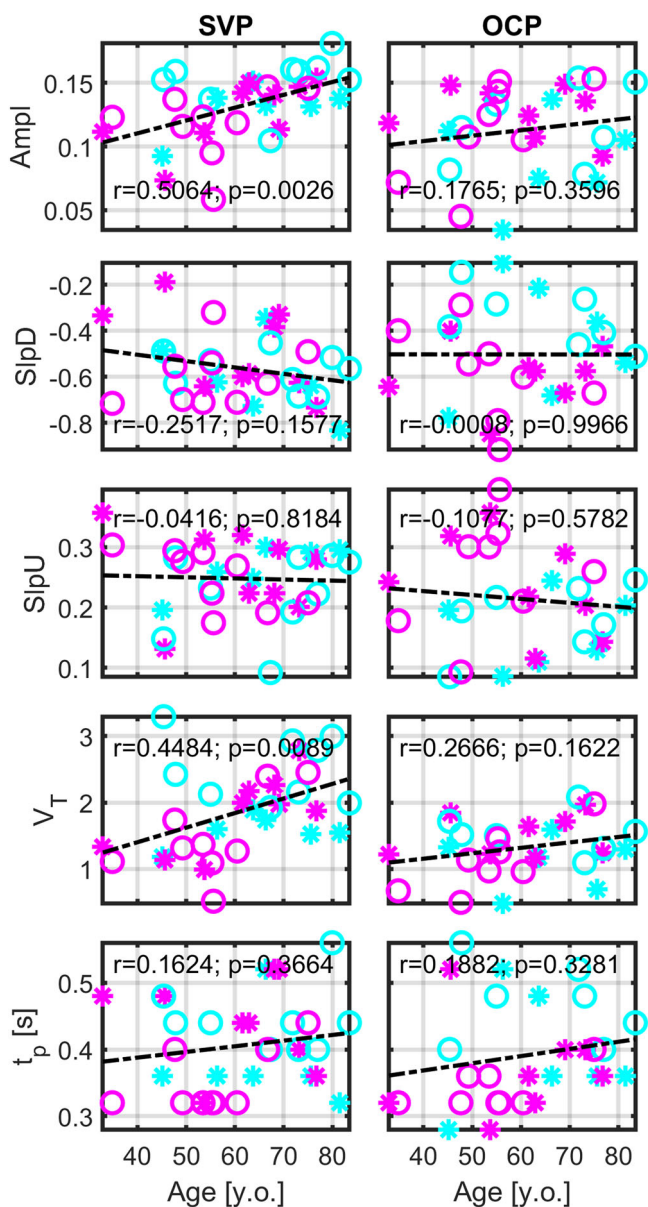 SVP OCP
Ampl
0.15
0.1
0.05
r=0.5064; p=0.0026 r=0.1765; p=0.3596
SlpD
-0.2
-0.4
-0.6
-0.8
r=-0.2517; p=0.1577 r=-0.0008; p=0.9966
SlpU
0.3
0.2
0.1
r=-0.0416; p=0.8184 r=-0.1077; p=0.5782
V_T
3
2
1
r=0.4484; p=0.0089 r=0.2666; p=0.1622
t_p [s]
0.5
0.4
0.3
r=0.1624; p=0.3664 r=0.1882; p=0.3281
40 50 60 70 80 40 50 60 70 80
Age [y.o.] Age [y.o.]